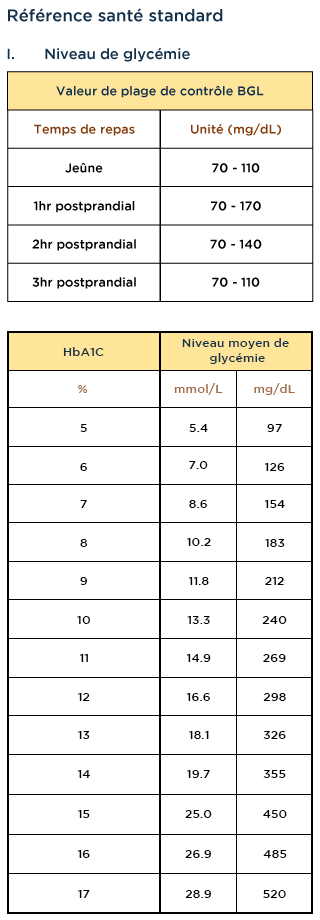 Référence santé standard
I. Niveau de glycémie
Valeur de plage de contrôle BGL
Temps de repas Unité (mg/dL)
Jeûne 70 - 110
1hr postprandial 70 - 170
2hr postprandial 70 - 140
3hr postprandial 70 - 110
HbA1C Niveau moyen de
glycémie
% mmol/L mg/dL
5 5.4 97
6 7.0 126
7 8.6 154
8 10.2 183
9 11.8 212
10 13.3 240
11 14.9 269
12 16.6 298
13 18.1 326
14 19.7 355
15 25.0 450
16 26.9 485
17 28.9 520